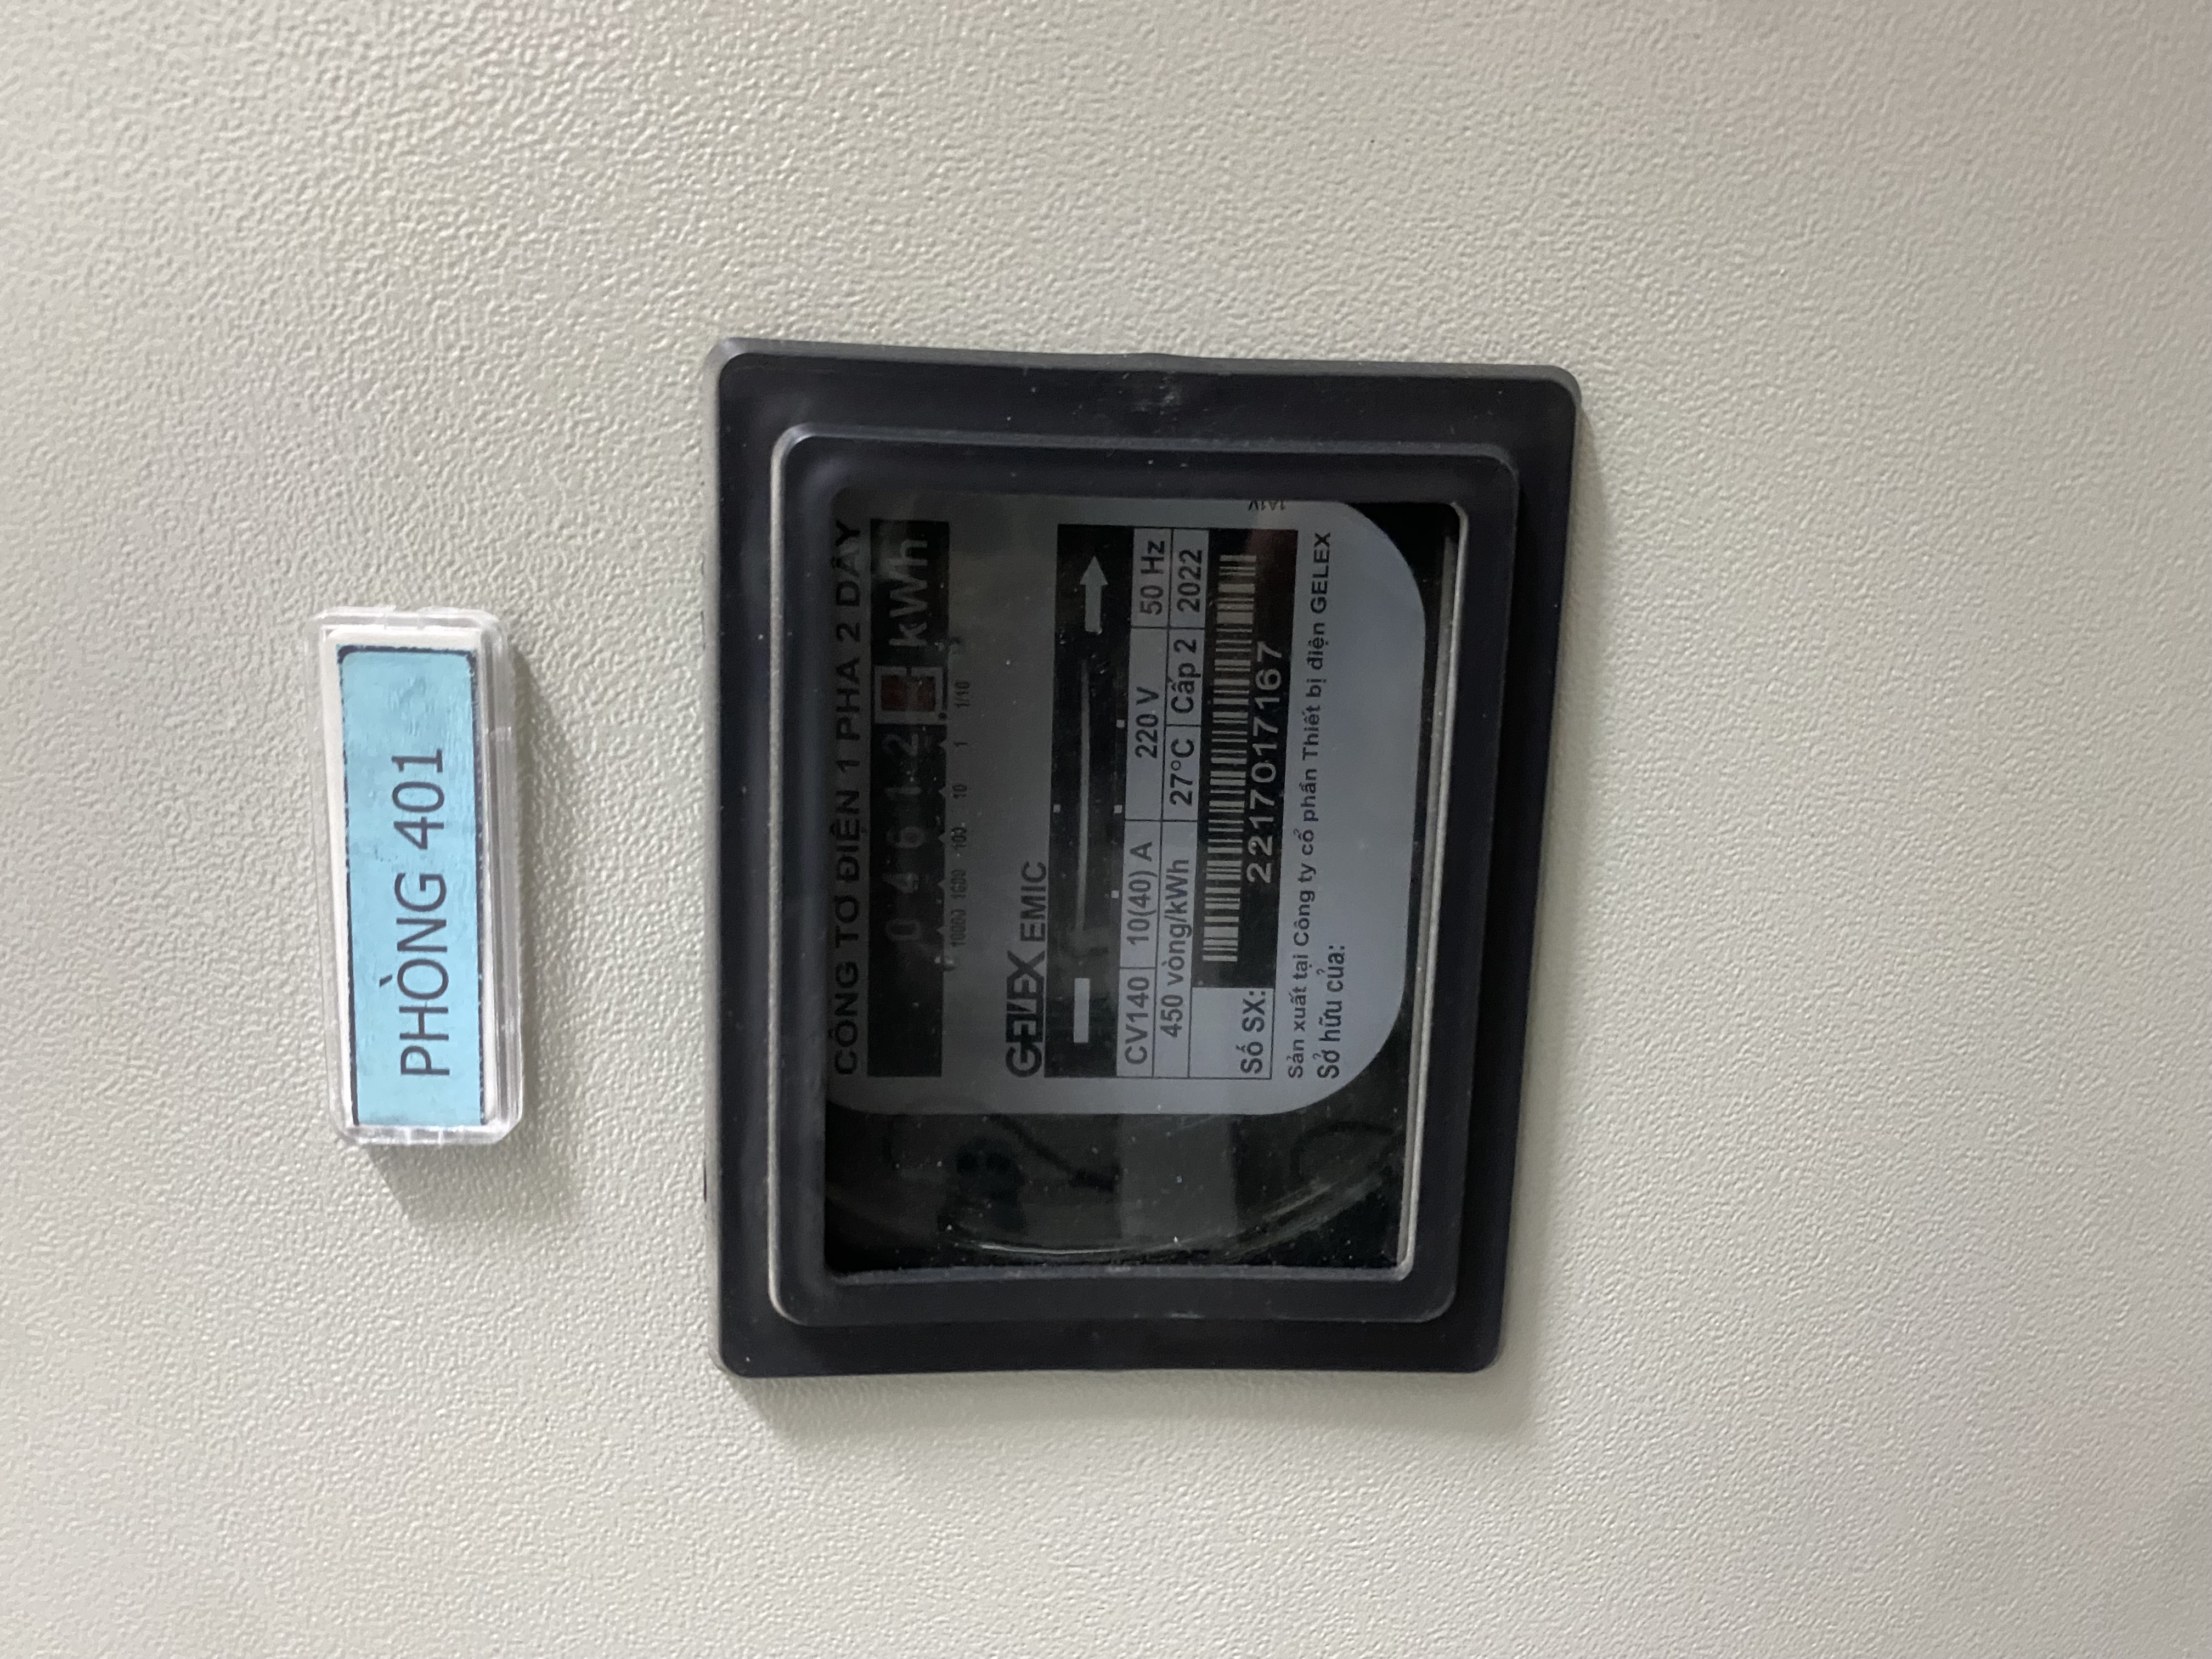 PHÒNG 401
CÔNG TƠ ĐIỆN 1 PHA 2 DÂY
0 4 6 1 2 kWh
10000 1000 100 10 1 1/10
GELEX EMIC
CV140 10(40) A 220 V 50 Hz
450 vòng/kWh 27°C Cấp 2 2022
Số SX: 2217017167
Sản xuất tại Công ty cổ phần Thiết bị điện GELEX
Sở hữu của: